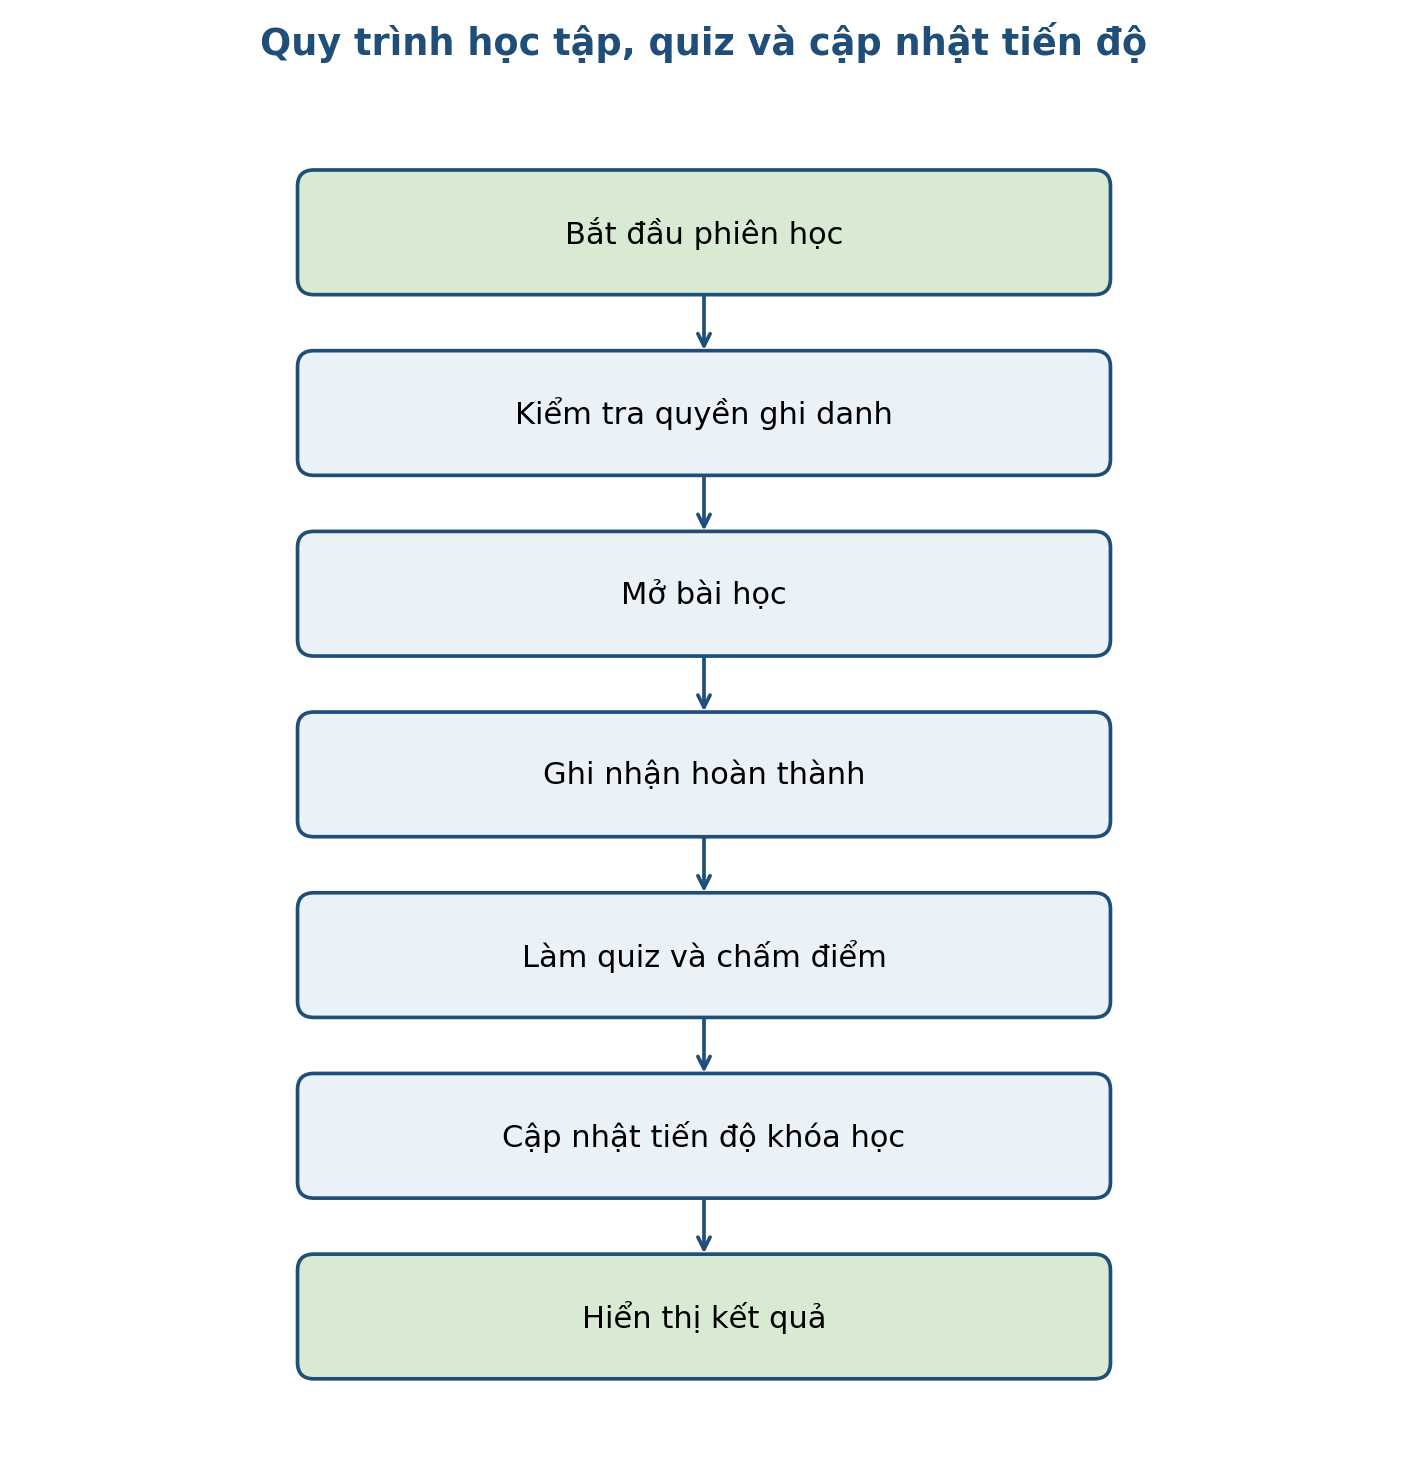 Quy trình học tập, quiz và cập nhật tiến độ
Bắt đầu phiên học
Kiểm tra quyền ghi danh
Mở bài học
Ghi nhận hoàn thành
Làm quiz và chấm điểm
Cập nhật tiến độ khóa học
Hiển thị kết quả